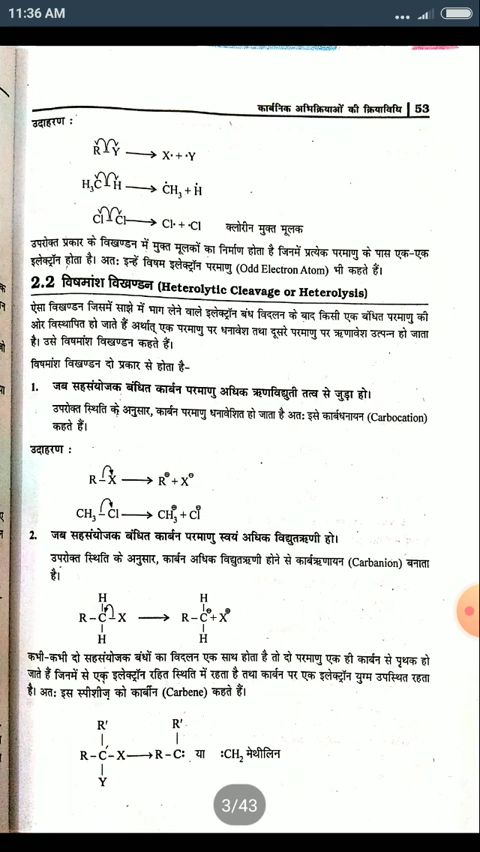 11:36 AM
कार्बनिक अभिक्रियाओं की क्रियाविधि | 53
उदाहरण :
R Y ⟶ X· + ·Y
H₃C H ⟶ ĊH₃ + Ḣ
Cl Cl ⟶ Cl· + ·Cl क्लोरीन मुक्त मूलक
उपरोक्त प्रकार के विखण्डन में मुक्त मूलकों का निर्माण होता है जिनमें प्रत्येक परमाणु के पास एक-एक
इलेक्ट्रॉन होता है। अतः इन्हें विषम इलेक्ट्रॉन परमाणु (Odd Electron Atom) भी कहते हैं।
2.2 विषमांश विखण्डन (Heterolytic Cleavage or Heterolysis)
ऐसा विखण्डन जिसमें साझे में भाग लेने वाले इलेक्ट्रॉन बंध विदलन के बाद किसी एक बंधित परमाणु की
ओर विस्थापित हो जाते हैं अर्थात् एक परमाणु पर धनावेश तथा दूसरे परमाणु पर ऋणावेश उत्पन्न हो जाता
है। उसे विषमांश विखण्डन कहते हैं।
विषमांश विखण्डन दो प्रकार से होता है-
1. जब सहसंयोजक बंधित कार्बन परमाणु अधिक ऋणविद्युती तत्व से जुड़ा हो।
उपरोक्त स्थिति के अनुसार, कार्बन परमाणु धनावेशित हो जाता है अतः इसे कार्बधनायन (Carbocation)
कहते हैं।
उदाहरण :
R – X ⟶ R⊕ + X⊖
CH₃ – Cl ⟶ CH₃⊕ + Cl⊖
2. जब सहसंयोजक बंधित कार्बन परमाणु स्वयं अधिक विद्युतऋणी हो।
उपरोक्त स्थिति के अनुसार, कार्बन अधिक विद्युतऋणी होने से कार्बऋणायन (Carbanion) बनाता
है।
H H
R – C – X ⟶ R – C⊖ + X⊕
H H
कभी-कभी दो सहसंयोजक बंधों का विदलन एक साथ होता है तो दो परमाणु एक ही कार्बन से पृथक हो
जाते हैं जिनमें से एक इलेक्ट्रॉन रहित स्थिति में रहता है तथा कार्बन पर एक इलेक्ट्रॉन युग्म उपस्थित रहता
है। अतः इस स्पीशीज़ को कार्बीन (Carbene) कहते हैं।
R' R'
R – C – X ⟶ R – C: या :CH₂ मेथीलिन
Y
3/43